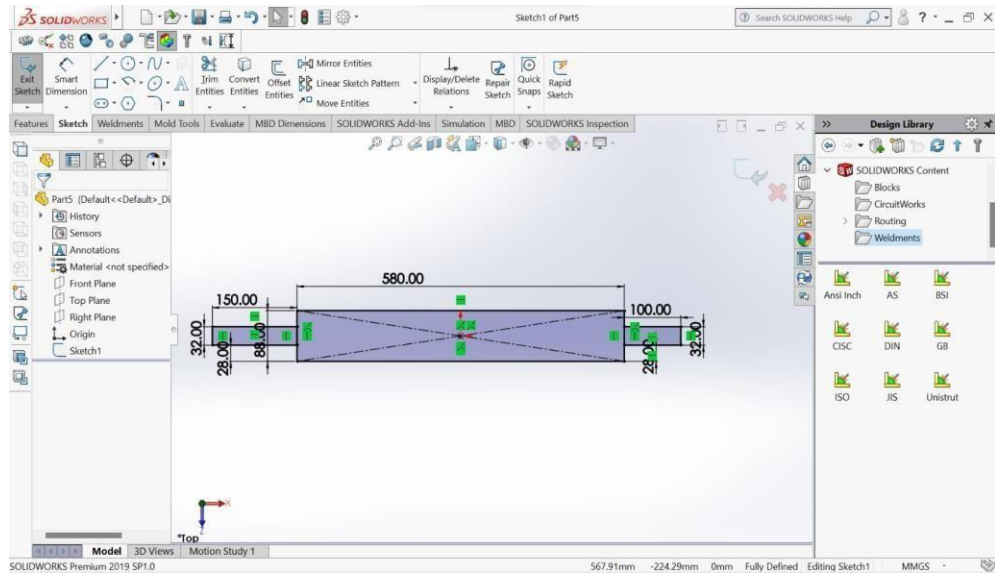 SOLIDWORKS
Sketch1 of Part5
Search SOLIDWORKS Help
Exit Sketch
Smart Dimension
Trim Entities
Convert Entities
Offset Entities
Mirror Entities
Linear Sketch Pattern
Move Entities
Display/Delete Relations
Repair Sketch
Quick Snaps
Rapid Sketch
Features Sketch Weldments Mold Tools Evaluate MBD Dimensions SOLIDWORKS Add-Ins Simulation MBD SOLIDWORKS Inspection
Part5 (Default<<Default>_Di
History
Sensors
Annotations
Material <not specified>
Front Plane
Top Plane
Right Plane
Origin
Sketch1
580.00
150.00
100.00
32.00
28.00
88.00
28.00
32.00
*Top
Design Library
SOLIDWORKS Content
Blocks
CircuitWorks
Routing
Weldments
Ansi Inch AS BSI
CISC DIN GB
ISO JIS Unistrut
Model 3D Views Motion Study 1
SOLIDWORKS Premium 2019 SP1.0 567.91mm -224.29mm 0mm Fully Defined Editing Sketch1 MMGS